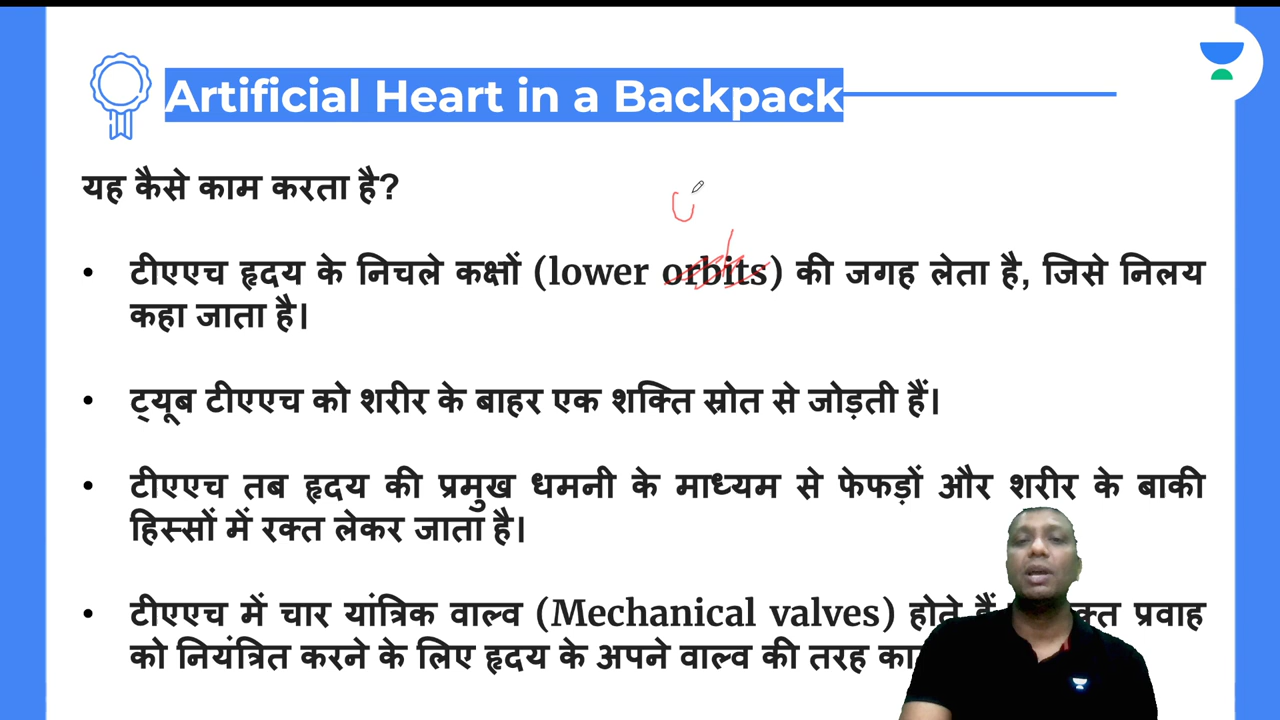 Artificial Heart in a Backpack
यह कैसे काम करता है?
• टीएएच हृदय के निचले कक्षों (lower orbits) की जगह लेता है, जिसे निलय
कहा जाता है।
• ट्यूब टीएएच को शरीर के बाहर एक शक्ति स्रोत से जोड़ती हैं।
• टीएएच तब हृदय की प्रमुख धमनी के माध्यम से फेफड़ों और शरीर के बाकी
हिस्सों में रक्त लेकर जाता है।
• टीएएच में चार यांत्रिक वाल्व (Mechanical valves) होते प्रवाह
को नियंत्रित करने के लिए हृदय के अपने वाल्व की तरह